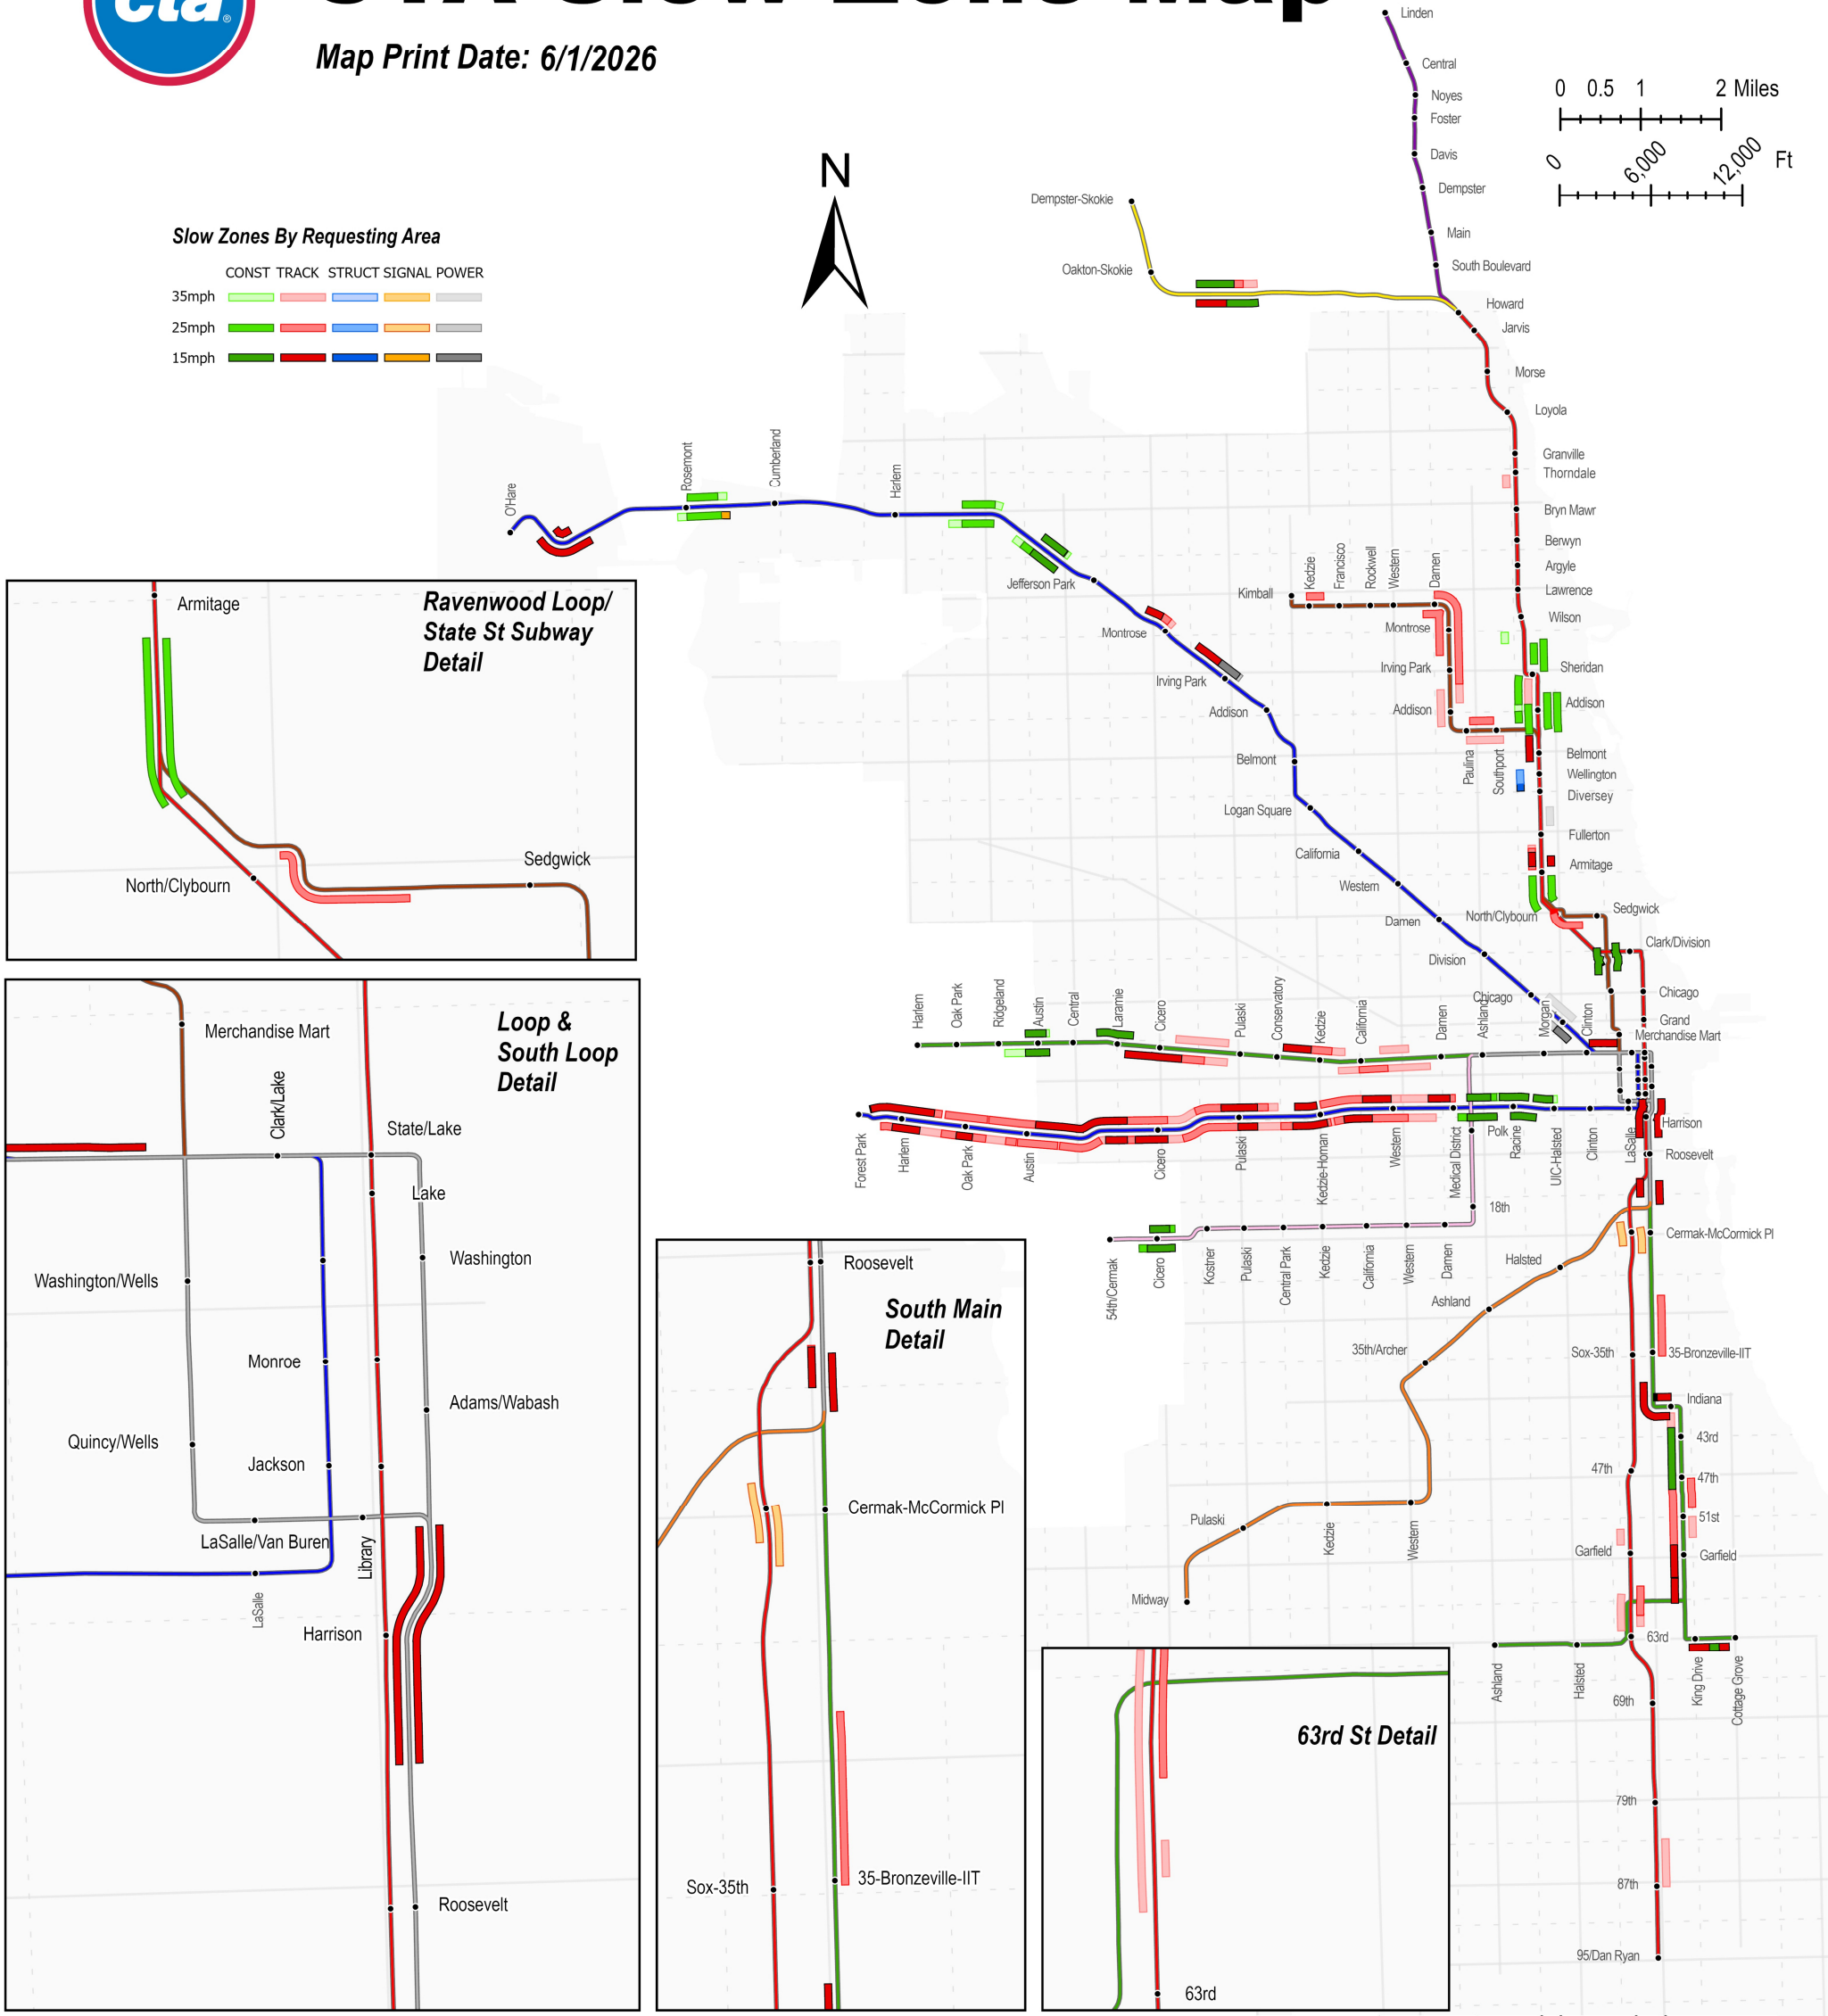 cta®
CTA Slow Zone Map
Map Print Date: 6/1/2026
Linden
Central
Noyes
Foster
Davis
Dempster
Main
South Boulevard
Howard
Jarvis
Morse
Loyola
Granville
Thorndale
Bryn Mawr
Berwyn
Argyle
Lawrence
Wilson
Sheridan
Addison
Belmont
Wellington
Diversey
Fullerton
Armitage
North/Clybourn
Sedgwick
Clark/Division
Chicago
Grand
Merchandise Mart
0 0.5 1 2 Miles
0 6,000 12,000 Ft
N
Dempster-Skokie
Oakton-Skokie
Slow Zones By Requesting Area
CONST TRACK STRUCT SIGNAL POWER
35mph
25mph
15mph
O'Hare
Rosemont
Cumberland
Harlem
Jefferson Park
Montrose
Irving Park
Addison
Belmont
Logan Square
California
Western
Damen
Division
Chicago
Kimball
Kedzie
Francisco
Rockwell
Western
Damen
Montrose
Irving Park
Addison
Paulina
Southport
Ravenwood Loop/
State St Subway
Detail
Armitage
North/Clybourn
Sedgwick
Loop &
South Loop
Detail
Merchandise Mart
Clark/Lake
State/Lake
Lake
Washington
Washington/Wells
Monroe
Adams/Wabash
Quincy/Wells
Jackson
LaSalle/Van Buren
Library
LaSalle
Harrison
Roosevelt
Harlem
Oak Park
Ridgeland
Austin
Central
Laramie
Cicero
Pulaski
Conservatory
Kedzie
California
Damen
Ashland
Morgan
Clinton
Forest Park
Harlem
Oak Park
Austin
Cicero
Pulaski
Kedzie-Homan
Western
Medical District
Polk
Racine
UIC-Halsted
Clinton
LaSalle
Harrison
Roosevelt
18th
54th/Cermak
Cicero
Kostner
Pulaski
Central Park
Kedzie
California
Western
Damen
Cermak-McCormick Pl
Halsted
Ashland
35th/Archer
Sox-35th
35-Bronzeville-IIT
Indiana
43rd
47th
47th
51st
Pulaski
Kedzie
Western
Garfield
Garfield
Midway
63rd
Ashland
Halsted
King Drive
Cottage Grove
69th
79th
87th
95/Dan Ryan
South Main
Detail
Roosevelt
Cermak-McCormick Pl
Sox-35th
35-Bronzeville-IIT
63rd St Detail
63rd